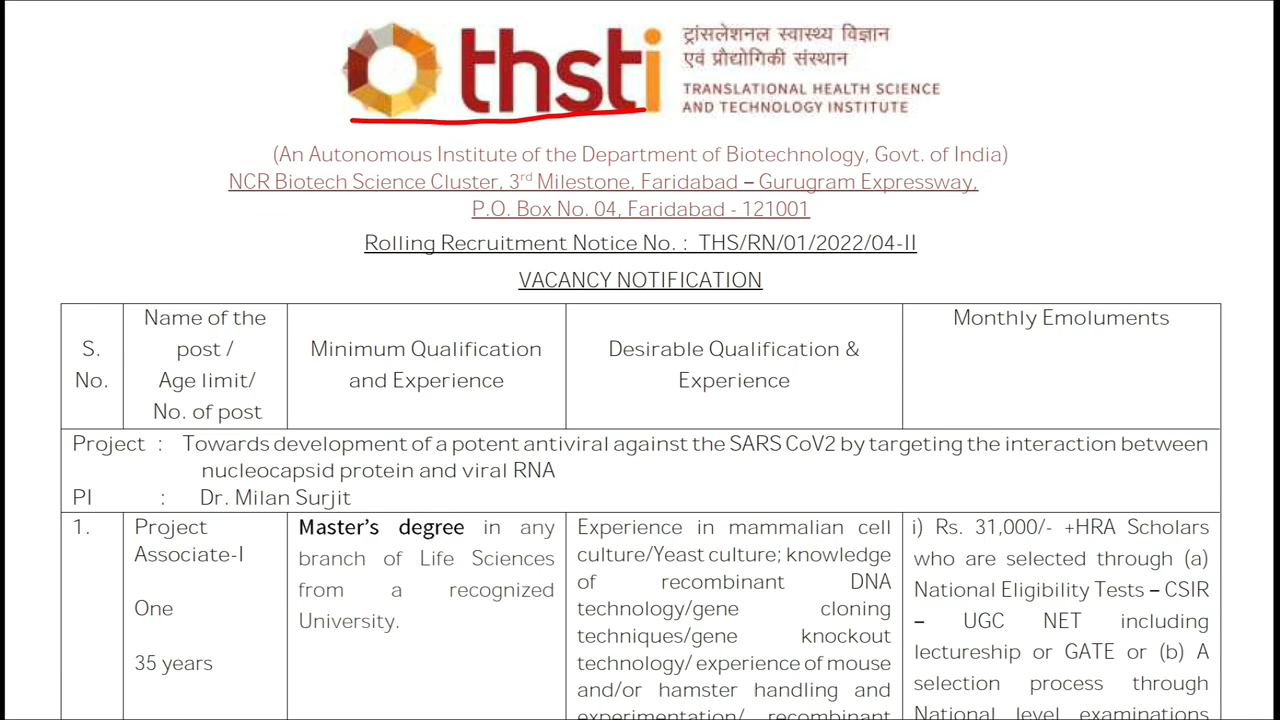 thsti
ट्रांसलेशनल स्वास्थ्य विज्ञान
एवं प्रौद्योगिकी संस्थान
TRANSLATIONAL HEALTH SCIENCE
AND TECHNOLOGY INSTITUTE
(An Autonomous Institute of the Department of Biotechnology, Govt. of India)
NCR Biotech Science Cluster, 3rd Milestone, Faridabad – Gurugram Expressway,
P.O. Box No. 04, Faridabad - 121001
Rolling Recruitment Notice No. : THS/RN/01/2022/04-II
VACANCY NOTIFICATION
S.
No.
Name of the
post /
Age limit/
No. of post
Minimum Qualification
and Experience
Desirable Qualification &
Experience
Monthly Emoluments
Project : Towards development of a potent antiviral against the SARS CoV2 by targeting the interaction between
nucleocapsid protein and viral RNA
PI : Dr. Milan Surjit
1.
Project
Associate-I
One
35 years
Master's degree in any
branch of Life Sciences
from a recognized
University.
Experience in mammalian cell
culture/Yeast culture; knowledge
of recombinant DNA
technology/gene cloning
techniques/gene knockout
technology/ experience of mouse
and/or hamster handling and
experimentation/ recombinant
i) Rs. 31,000/- +HRA Scholars
who are selected through (a)
National Eligibility Tests – CSIR
– UGC NET including
lectureship or GATE or (b) A
selection process through
National level examinations